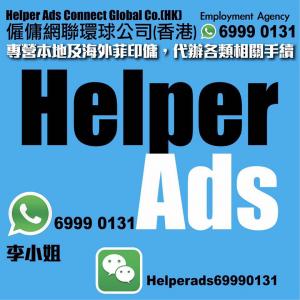 Helper Ads Connect Global Co.(HK) Employment Agency
僱傭網聯環球公司(香港) 6999 0131
專營本地及海外菲印傭，代辦各類相關手續
Helper
Ads
6999 0131
李小姐
Helperads69990131